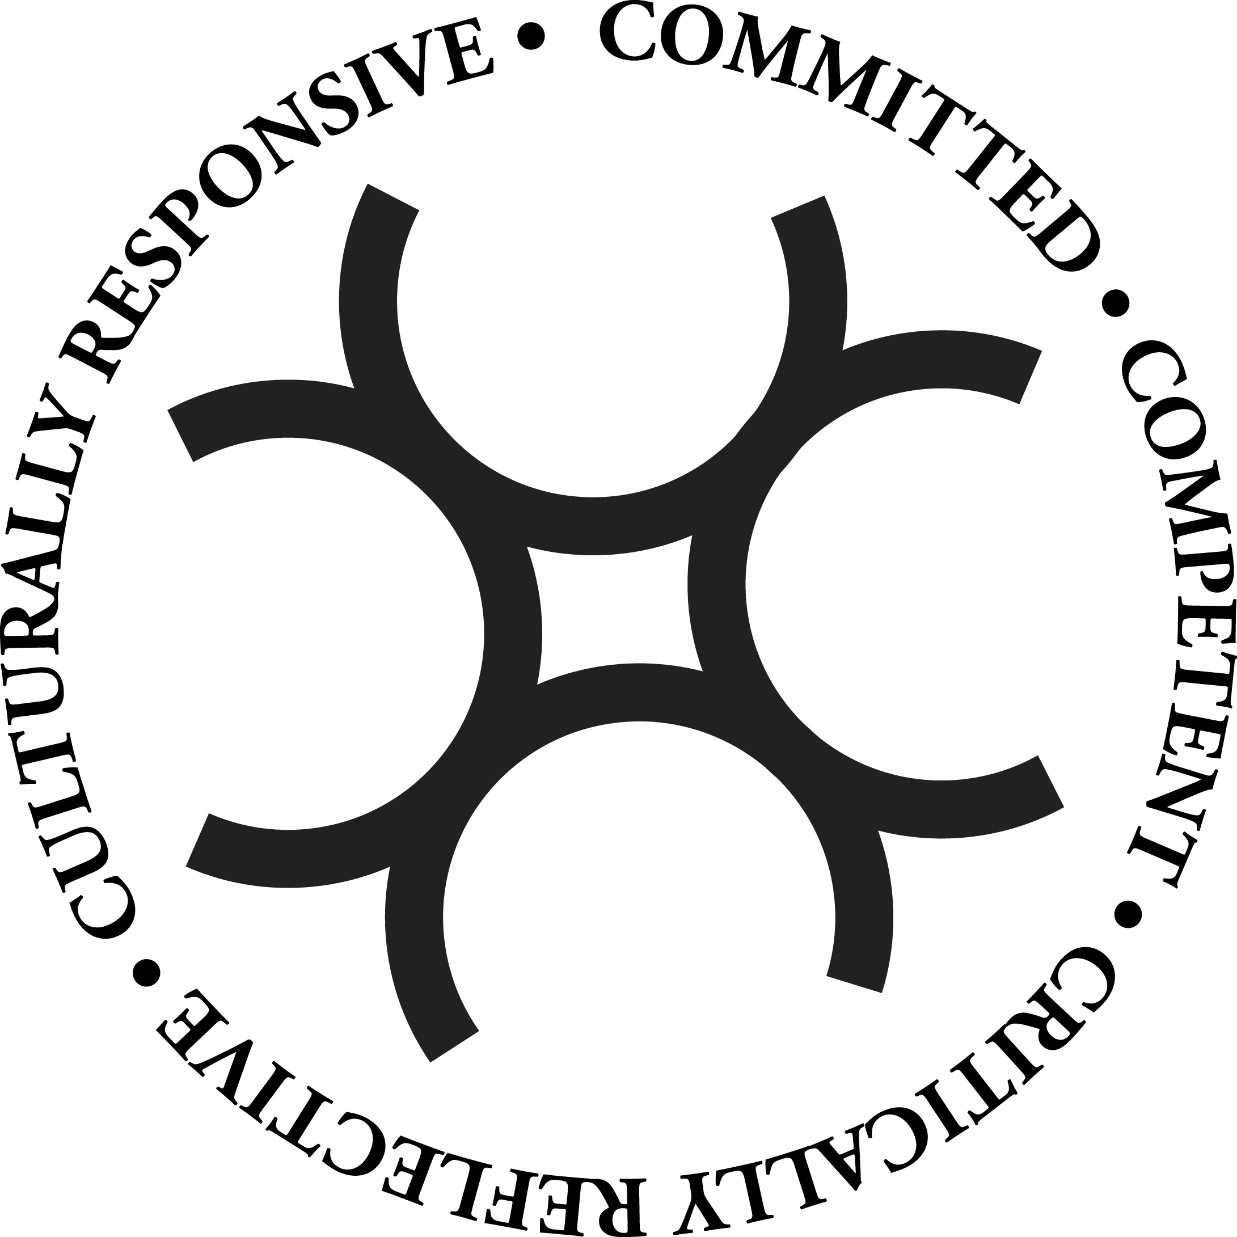 COMMITTED • COMPETENT • CRITICALLY REFLECTIVE • CULTURALLY RESPONSIVE •